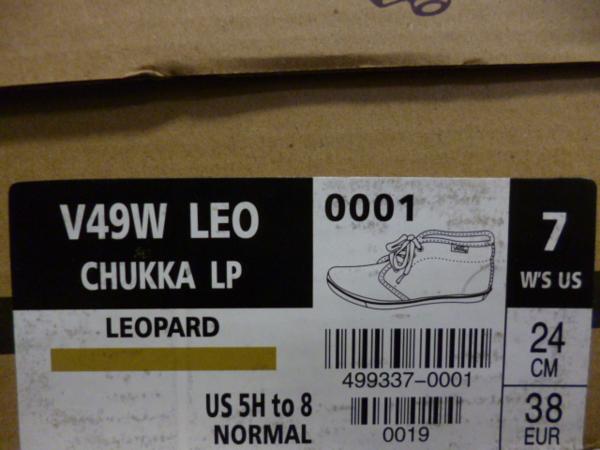 V49W LEO
CHUKKA LP
0001
7
W'S US
LEOPARD
499337-0001
24
CM
US 5H to 8
NORMAL
0019
38
EUR